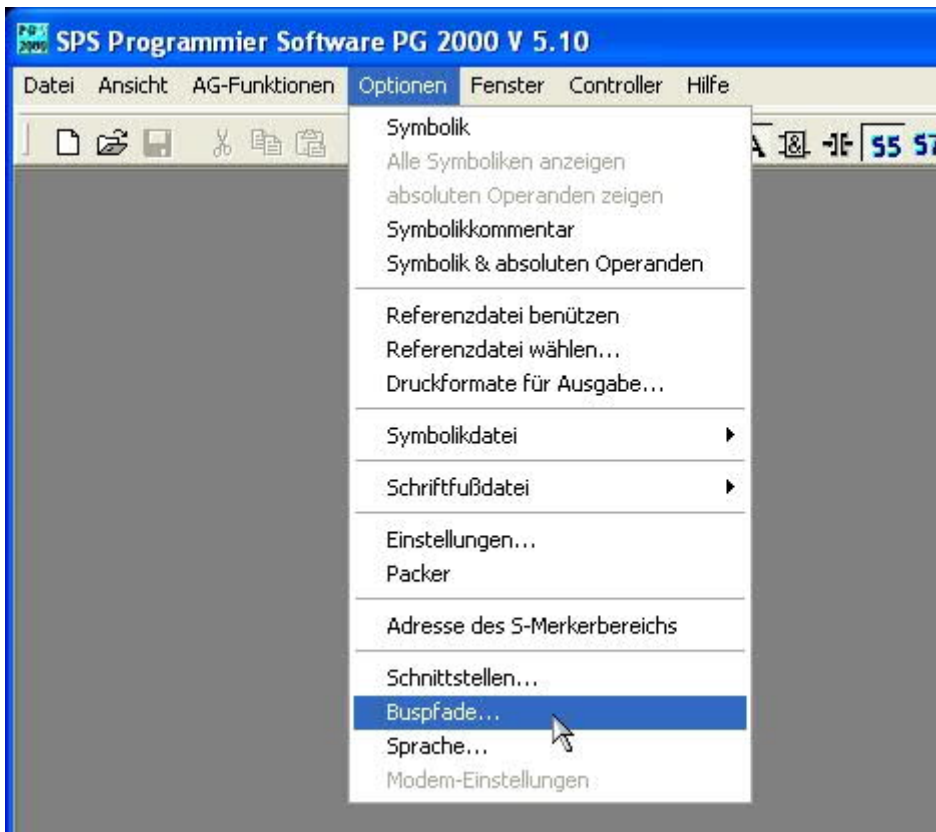 SPS Programmier Software PG 2000 V 5.10
Datei Ansicht AG-Funktionen Optionen Fenster Controller Hilfe
S5 S7
Symbolik
Alle Symboliken anzeigen
absoluten Operanden zeigen
Symbolikkommentar
Symbolik & absoluten Operanden
Referenzdatei benützen
Referenzdatei wählen...
Druckformate für Ausgabe...
Symbolikdatei
Schriftfußdatei
Einstellungen...
Packer
Adresse des S-Merkerbereichs
Schnittstellen...
Buspfade...
Sprache...
Modem-Einstellungen